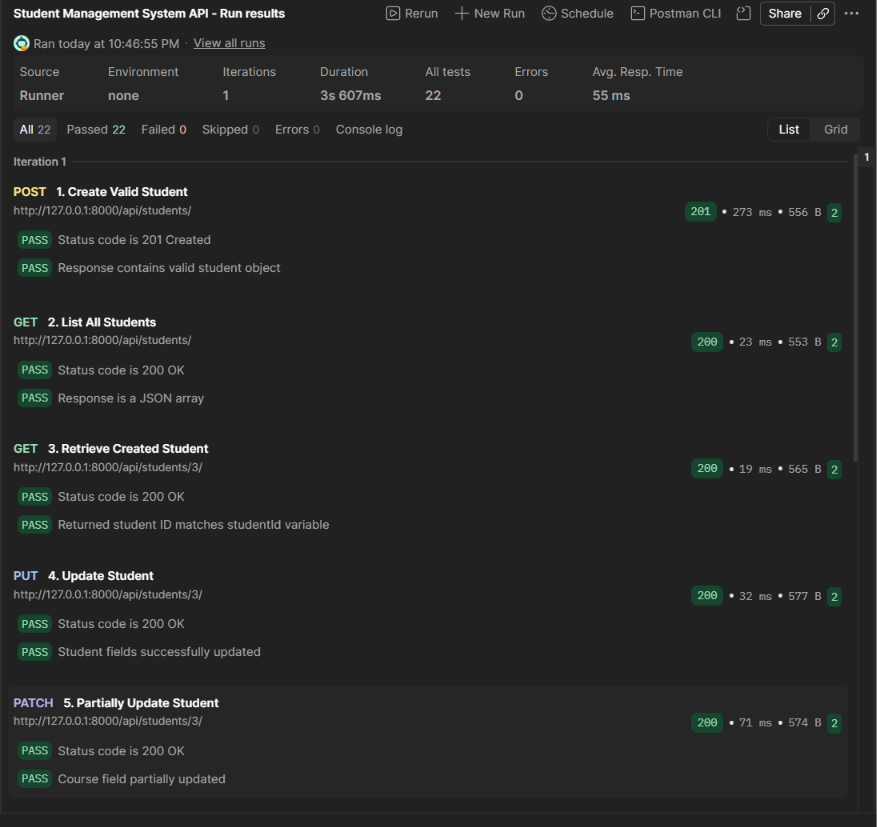 Student Management System API - Run results
Rerun New Run Schedule Postman CLI Share
Ran today at 10:46:55 PM · View all runs
Source Environment Iterations Duration All tests Errors Avg. Resp. Time
Runner none 1 3s 607ms 22 0 55 ms
All 22 Passed 22 Failed 0 Skipped 0 Errors 0 Console log List Grid
Iteration 1
1
POST 1. Create Valid Student
http://127.0.0.1:8000/api/students/
201 • 273 ms • 556 B 2
PASS Status code is 201 Created
PASS Response contains valid student object
GET 2. List All Students
http://127.0.0.1:8000/api/students/
200 • 23 ms • 553 B 2
PASS Status code is 200 OK
PASS Response is a JSON array
GET 3. Retrieve Created Student
http://127.0.0.1:8000/api/students/3/
200 • 19 ms • 565 B 2
PASS Status code is 200 OK
PASS Returned student ID matches studentId variable
PUT 4. Update Student
http://127.0.0.1:8000/api/students/3/
200 • 32 ms • 577 B 2
PASS Status code is 200 OK
PASS Student fields successfully updated
PATCH 5. Partially Update Student
http://127.0.0.1:8000/api/students/3/
200 • 71 ms • 574 B 2
PASS Status code is 200 OK
PASS Course field partially updated